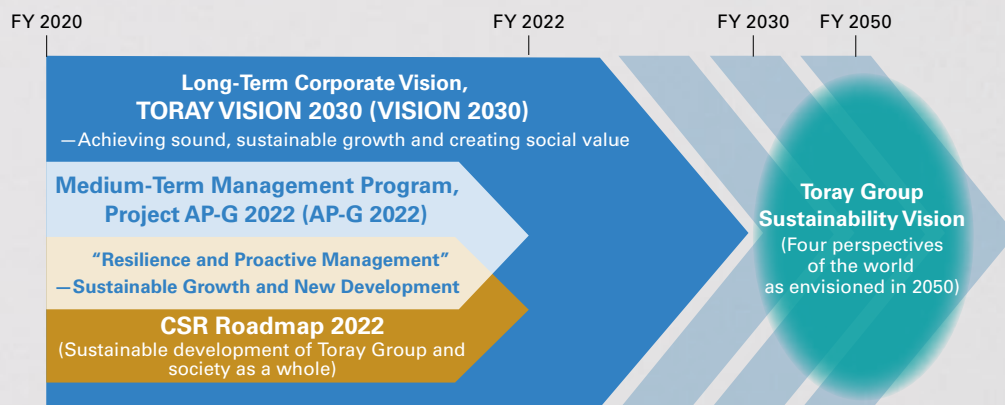 FY 2020
FY 2022
FY 2030
FY 2050
Long-Term Corporate Vision,
TORAY VISION 2030 (VISION 2030)
—Achieving sound, sustainable growth and creating social value
Medium-Term Management Program,
Project AP-G 2022 (AP-G 2022)
“Resilience and Proactive Management”
—Sustainable Growth and New Development
CSR Roadmap 2022
(Sustainable development of Toray Group and
society as a whole)
Toray Group
Sustainability Vision
(Four perspectives
of the world
as envisioned in 2050)